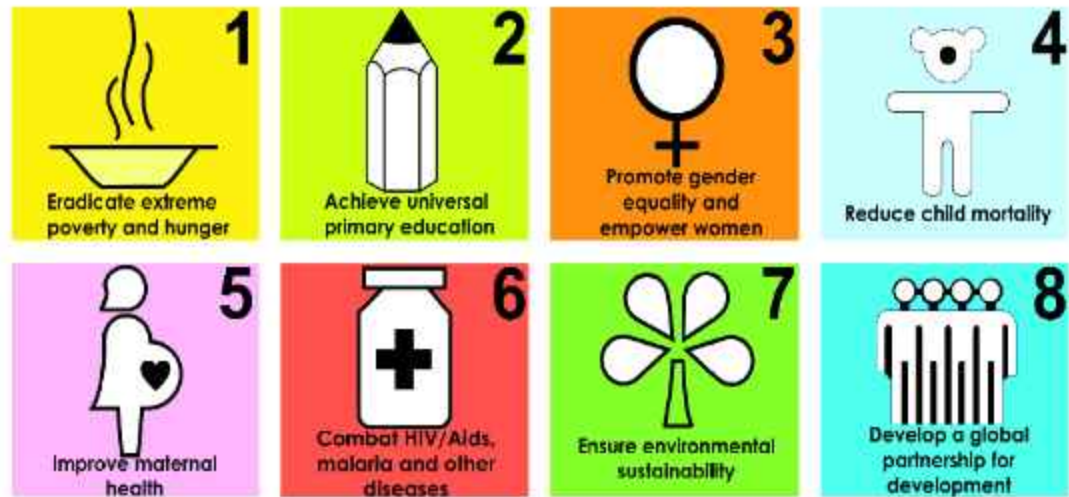 1
Eradicate extreme
poverty and hunger
2
Achieve universal
primary education
3
Promote gender
equality and
empower women
4
Reduce child mortality
5
Improve maternal
health
6
Combat HIV/Aids,
malaria and other
diseases
7
Ensure environmental
sustainability
8
Develop a global
partnership for
development